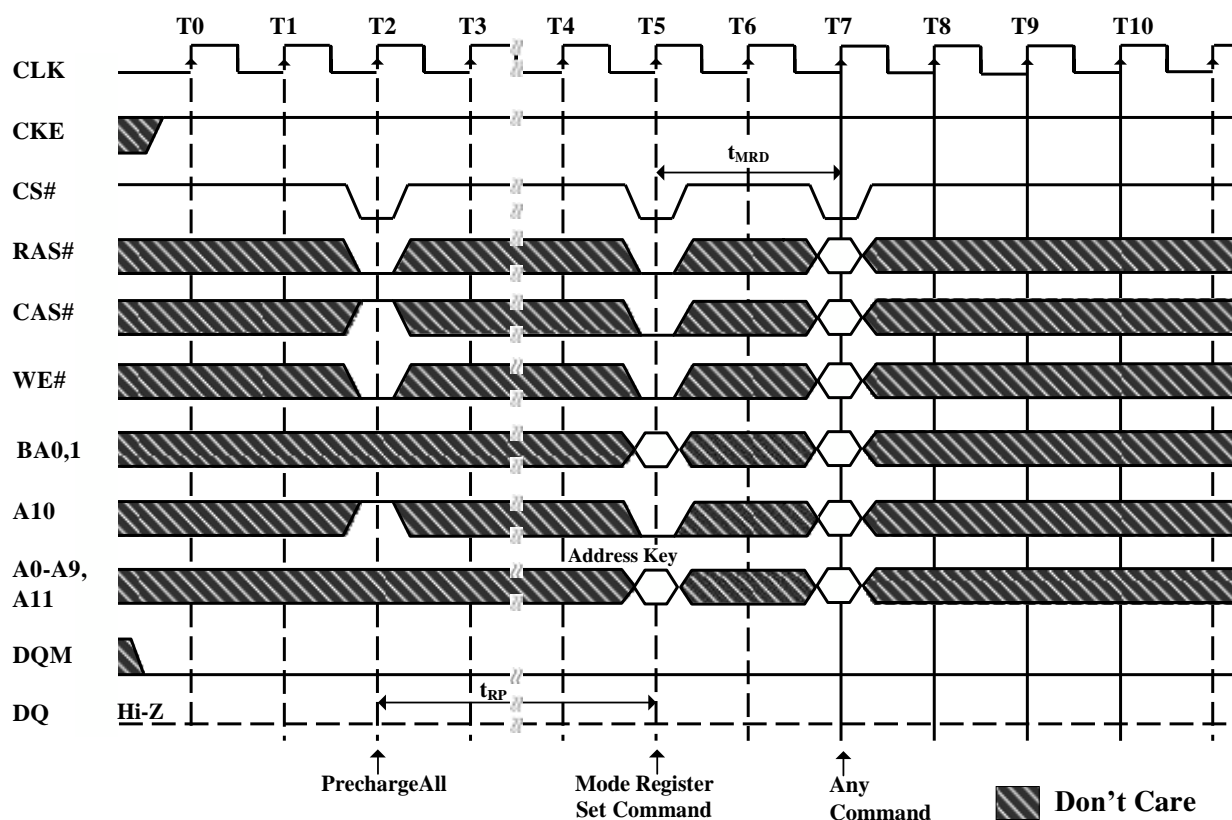 T0 T1 T2 T3 T4 T5 T6 T7 T8 T9 T10
CLK
CKE
tMRD
CS#
RAS#
CAS#
WE#
BA0,1
A10
Address Key
A0-A9,
A11
DQM
tRP
DQ Hi-Z
PrechargeAll
Mode Register
Set Command
Any
Command
Don't Care